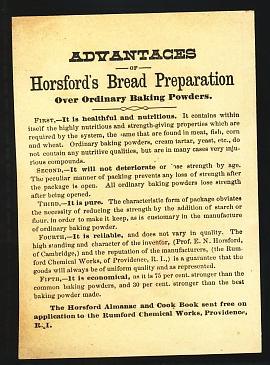 ADVANTAGES
—OF—
Horsford's Bread Preparation
Over Ordinary Baking Powders.
FIRST,—It is healthful and nutritious. It contains within
itself the highly nutritious and strength-giving properties which are
required by the system, the same that are found in meat, fish, corn
and wheat. Ordinary baking powders, cream tartar, yeast, etc., do
not contain any nutritive qualities, but are in many cases very inju-
rious compounds.
SECOND,—It will not deteriorate or lose strength by age.
The peculiar manner of packing prevents any loss of strength after
the package is open. All ordinary baking powders lose strength
after being opened.
THIRD,—It is pure. The characteristic form of package obviates
the necessity of reducing the strength by the addition of starch or
flour, in order to make it keep, as is customary in the manufacture
of ordinary baking powder.
FOURTH,—It is reliable, and does not vary in quality. The
high standing and character of the inventor, (Prof. E. N. Horsford,
of Cambridge,) and the reputation of the manufacturers, (the Rum-
ford Chemical Works, of Providence, R. I.,) is a guarantee that the
goods will always be of uniform quality and as represented.
FIFTH,—It is economical, as it is 75 per cent. stronger than the
common baking powders, and 30 per cent. stronger than the best
baking powder made.
The Horsford Almanac and Cook Book sent free on
application to the Rumford Chemical Works, Providence,
R. I.